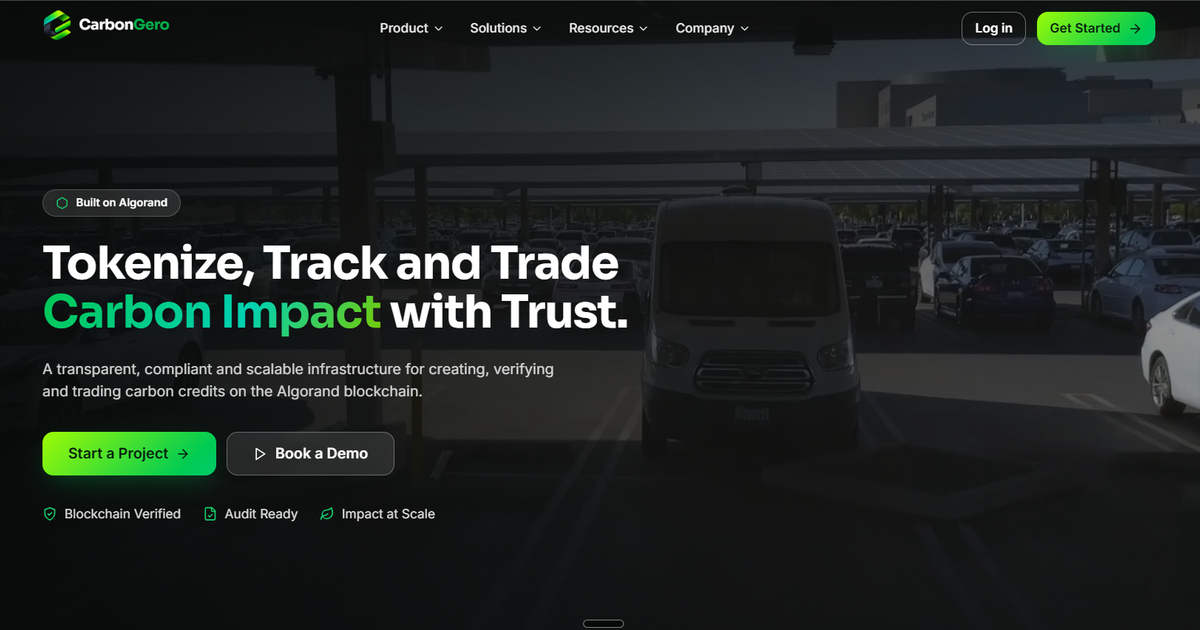 CarbonGero
Product
Solutions
Resources
Company
Log in
Get Started
Built on Algorand
Tokenize, Track and Trade
Carbon Impact with Trust.
A transparent, compliant and scalable infrastructure for creating, verifying
and trading carbon credits on the Algorand blockchain.
Start a Project
Book a Demo
Blockchain Verified
Audit Ready
Impact at Scale